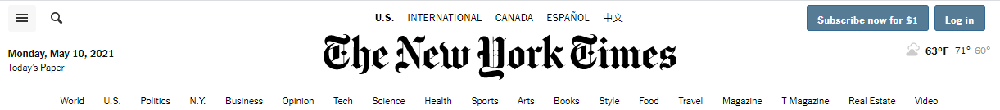 U.S. INTERNATIONAL CANADA ESPAÑOL 中文
Subscribe now for $1 Log in
The New York Times
Monday, May 10, 2021
Today's Paper
63°F 71° 60°
World U.S. Politics N.Y. Business Opinion Tech Science Health Sports Arts Books Style Food Travel Magazine T Magazine Real Estate Video